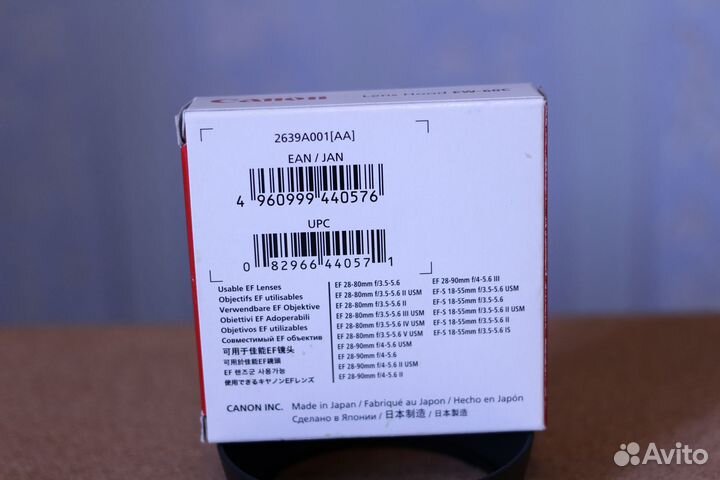 Canon Lens Hood EW-60C
2639A001[AA]
EAN / JAN
4 960999 440576
UPC
0 82966 44057 1
Usable EF Lenses
Objectifs EF utilisables
Verwendbare EF Objektive
Obiettivi EF Adoperabili
Objetivos EF utilizables
Совместимый EF объектив
可用于佳能EF镜头
可用於佳能EF鏡頭
EF 렌즈군 사용가능
使用できるキヤノンEFレンズ
EF 28-80mm f/3.5-5.6
EF 28-80mm f/3.5-5.6 II USM
EF 28-80mm f/3.5-5.6 II
EF 28-80mm f/3.5-5.6 III USM
EF 28-80mm f/3.5-5.6 IV USM
EF 28-80mm f/3.5-5.6 V USM
EF 28-90mm f/4-5.6 USM
EF 28-90mm f/4-5.6
EF 28-90mm f/4-5.6 II USM
EF 28-90mm f/4-5.6 II
EF 28-90mm f/4-5.6 III
EF-S 18-55mm f/3.5-5.6 USM
EF-S 18-55mm f/3.5-5.6
EF-S 18-55mm f/3.5-5.6 II USM
EF-S 18-55mm f/3.5-5.6 II
EF-S 18-55mm f/3.5-5.6 IS
CANON INC. Made in Japan / Fabriqué au Japon / Hecho en Japón
Сделано в Японии / 日本制造 / 日本製造
Avito